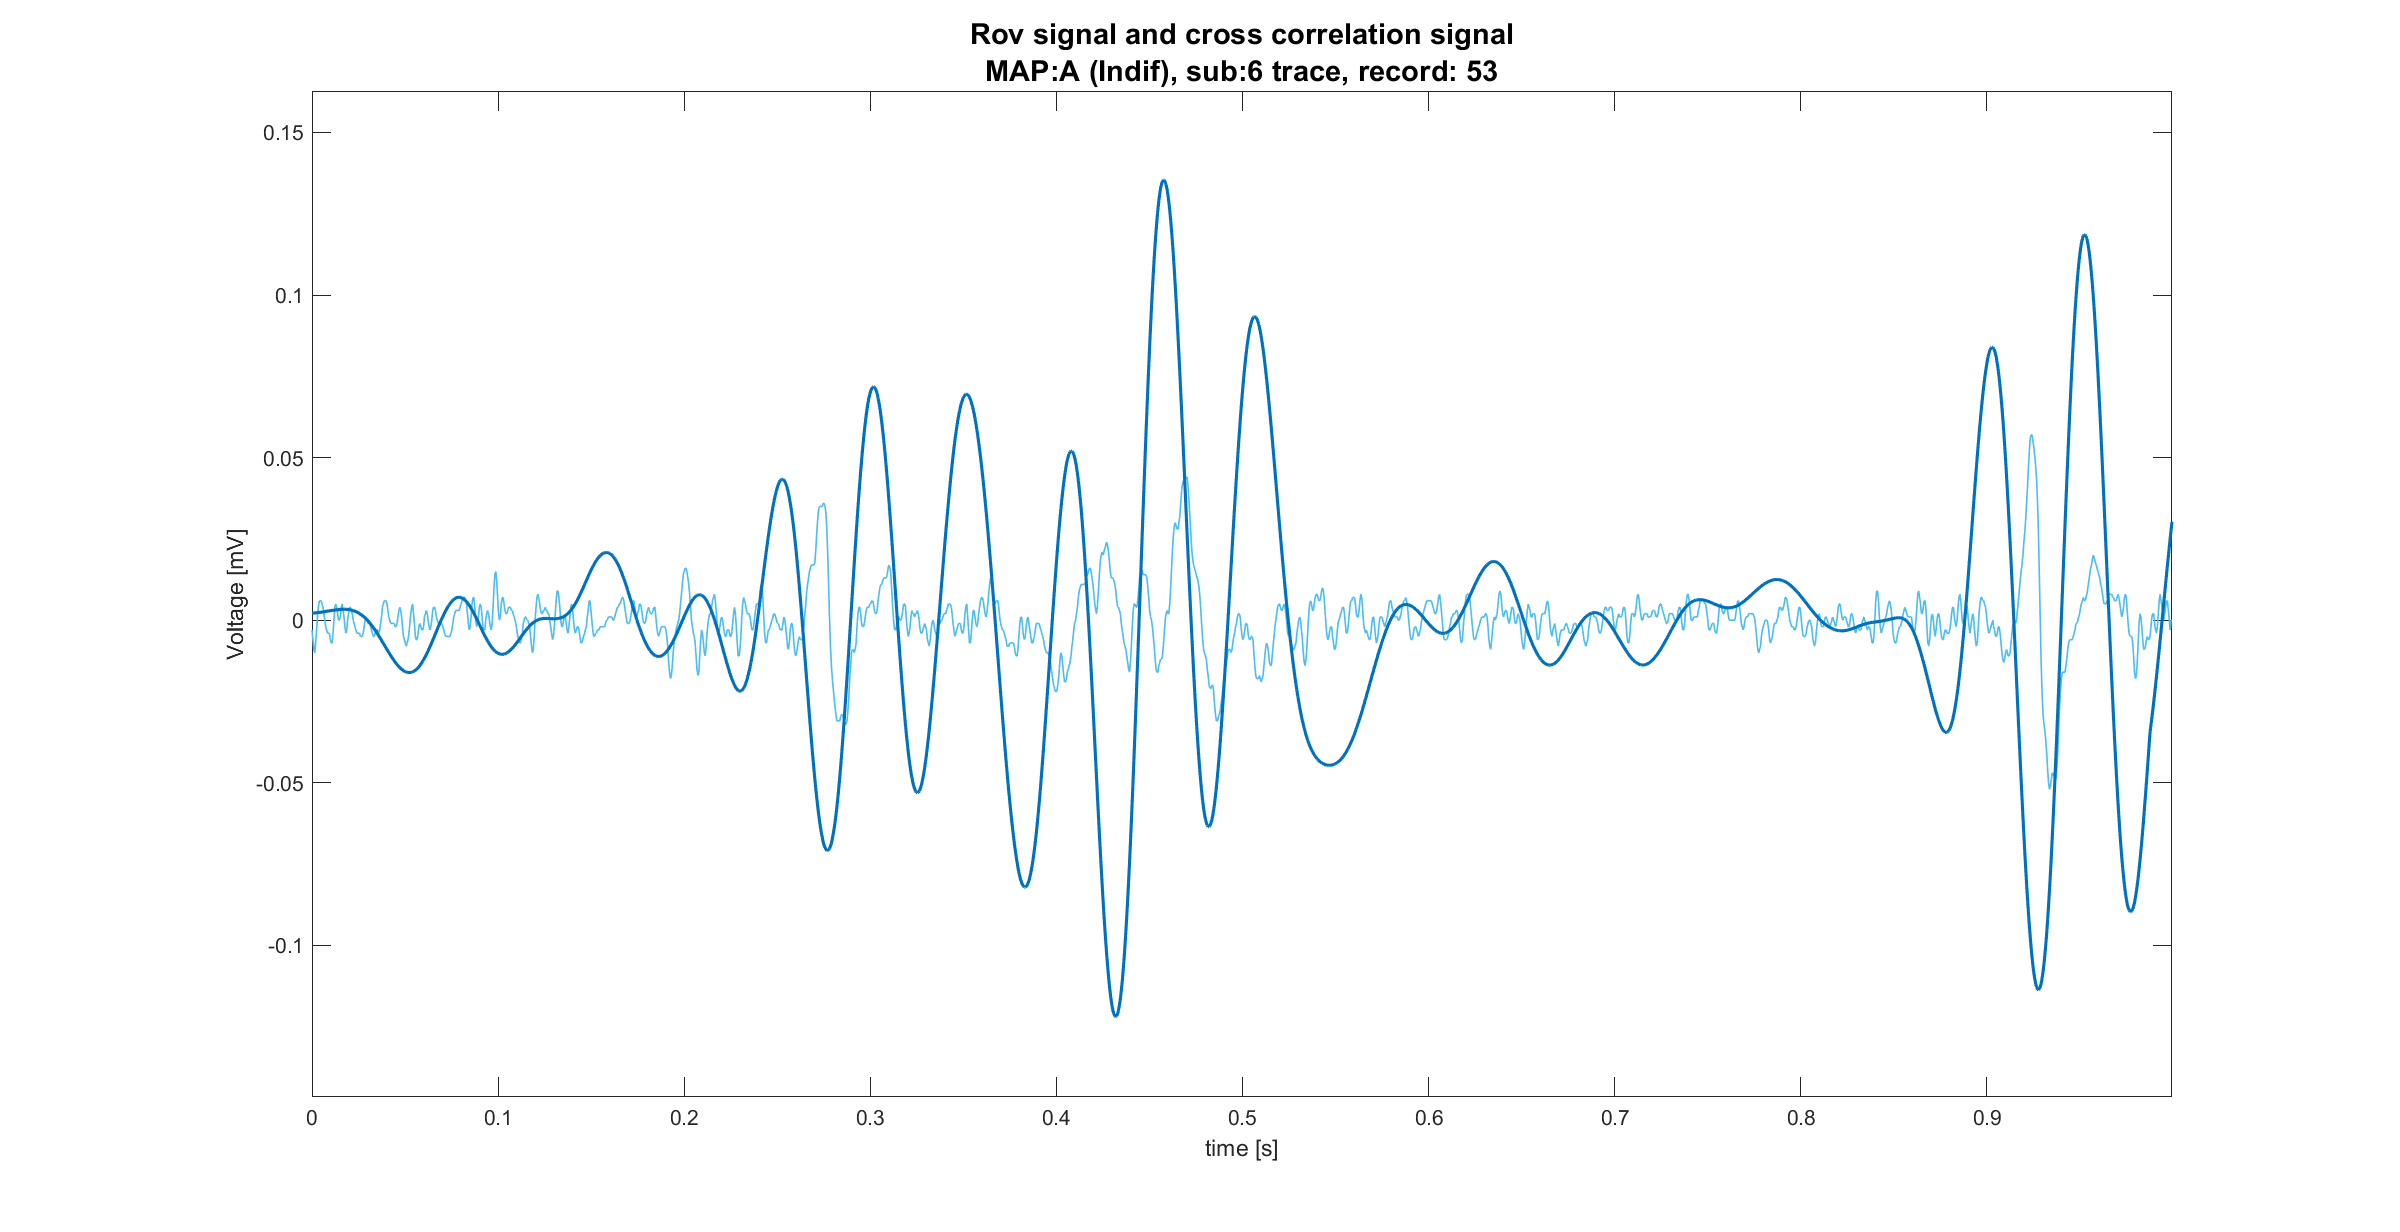 Rov signal and cross correlation signal
MAP:A (Indif), sub:6 trace, record: 53
0.15
0.1
0.05
0
-0.05
-0.1
Voltage [mV]
0 0.1 0.2 0.3 0.4 0.5 0.6 0.7 0.8 0.9
time [s]